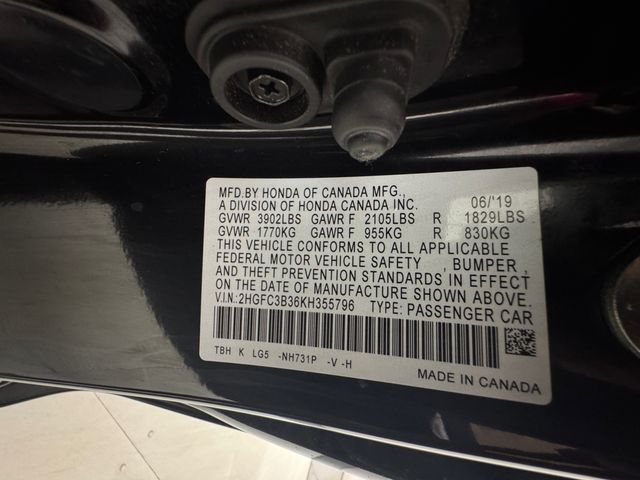 MFD.BY HONDA OF CANADA MFG.,
A DIVISION OF HONDA CANADA INC. 06/'19
GVWR 3902LBS GAWR F 2105LBS R 1829LBS
GVWR 1770KG GAWR F 955KG R 830KG
THIS VEHICLE CONFORMS TO ALL APPLICABLE
FEDERAL MOTOR VEHICLE SAFETY , BUMPER,
AND THEFT PREVENTION STANDARDS IN EFFECT
ON THE DATE OF MANUFACTURE SHOWN ABOVE.
V.I.N.:2HGFC3B36KH355796 TYPE: PASSENGER CAR
TBH K LG5 -NH731P -V -H
MADE IN CANADA